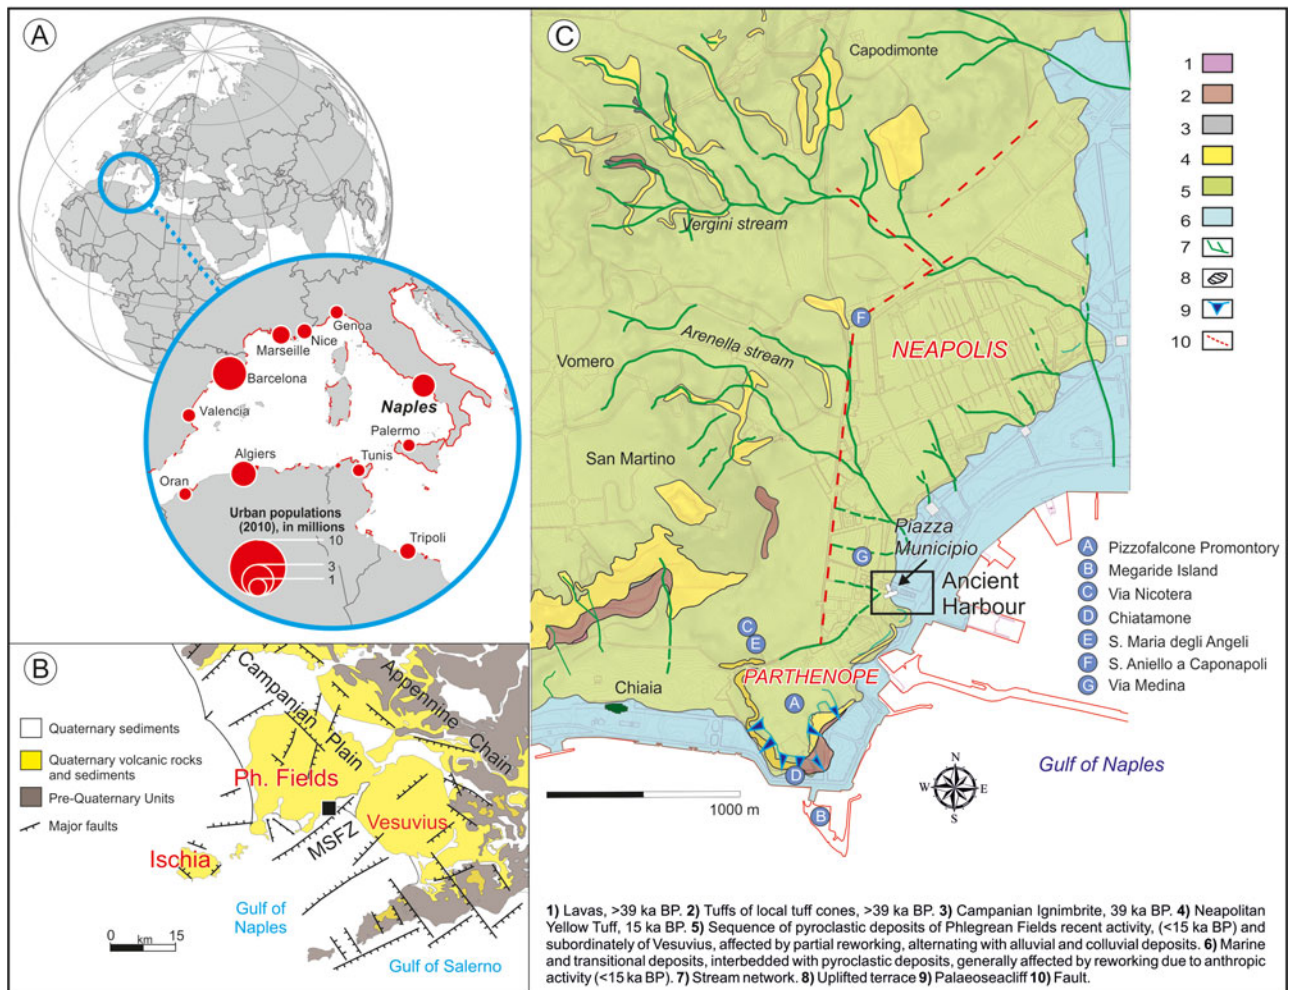 A
Genoa
Nice
Marseille
Barcelona
Naples
Valencia
Palermo
Algiers
Tunis
Oran
Urban populations
(2010), in millions
10
3
1
Tripoli
B
Campanian Plain
Appennine Chain
Quaternary sediments
Quaternary volcanic rocks
and sediments
Pre-Quaternary Units
Major faults
Ph. Fields
Vesuvius
MSFZ
Ischia
Gulf of
Naples
Gulf of Salerno
15 km 15
C
Capodimonte
Vergini stream
F
Arenella stream
NEAPOLIS
Vomero
San Martino
Piazza
Municipio
G
Ancient
Harbour
C
E
PARTHENOPE
Chiaia
A
D
B
1000 m
N
W E
S
Gulf of Naples
1
2
3
4
5
6
7
8
9
10
A Pizzofalcone Promontory
B Megaride Island
C Via Nicotera
D Chiatamone
E S. Maria degli Angeli
F S. Aniello a Caponapoli
G Via Medina
1) Lavas, >39 ka BP. 2) Tuffs of local tuff cones, >39 ka BP. 3) Campanian Ignimbrite, 39 ka BP. 4) Neapolitan
Yellow Tuff, 15 ka BP. 5) Sequence of pyroclastic deposits of Phlegrean Fields recent activity, (<15 ka BP) and
subordinately of Vesuvius, affected by partial reworking, alternating with alluvial and colluvial deposits. 6) Marine
and transitional deposits, interbedded with pyroclastic deposits, generally affected by reworking due to anthropic
activity (<15 ka BP). 7) Stream network. 8) Uplifted terrace 9) Palaeoseacliff 10) Fault.